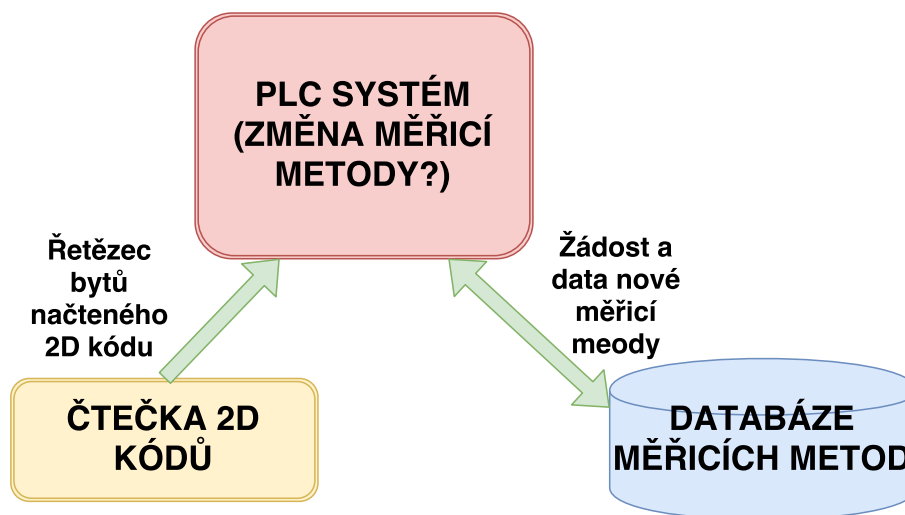 PLC SYSTÉM
(ZMĚNA MĚŘICÍ
METODY?)
Řetězec
bytů
načteného
2D kódu
Žádost a
data nové
měřicí
meody
ČTEČKA 2D
KÓDŮ
DATABÁZE
MĚŘICÍCH METOD